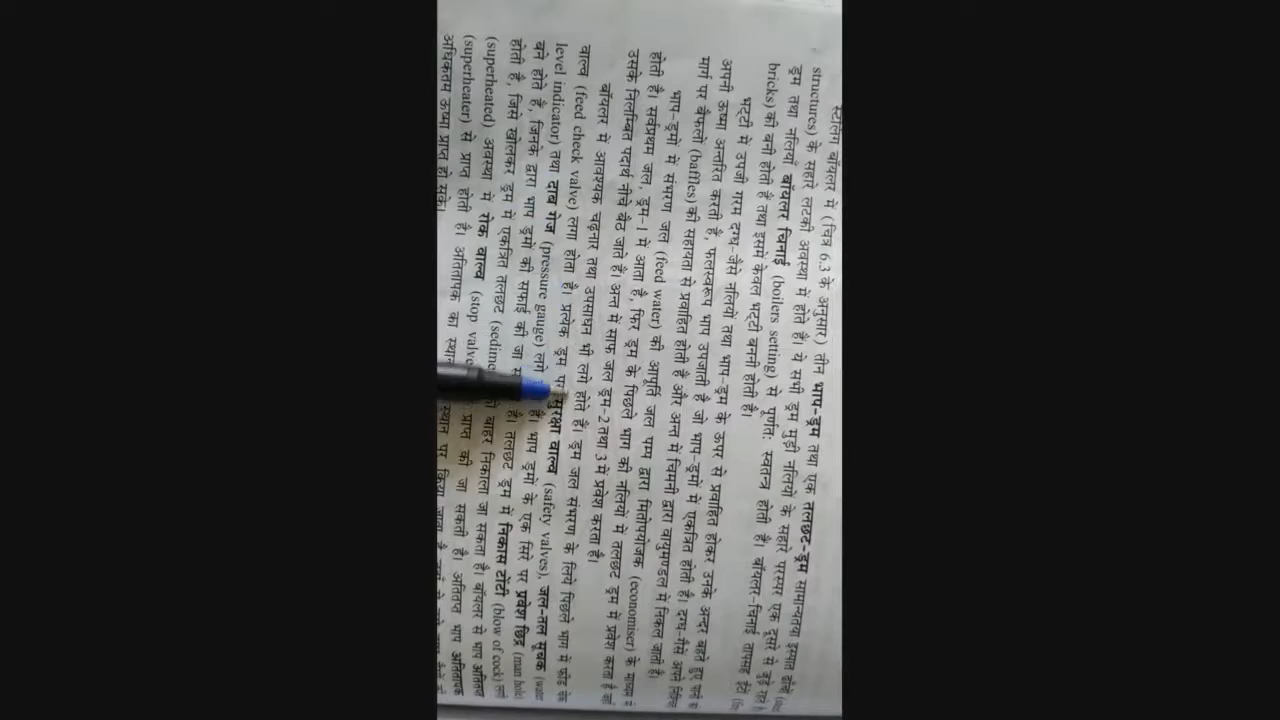 स्टर्लिंग बॉयलर में (चित्र 6.3 के अनुसार) तीन भाप-ड्रम तथा एक तलछट-ड्रम सामान्यतया इस्पात ढाँचे
structures) के सहारे लटकी अवस्था में होते है। ये सभी ड्रम मुड़ी नलियों के सहारे परस्पर एक दूसरे से जुड़े रहते
ड्रम तथा नलियाँ बॉयलर चिनाई (boilers setting) से पूर्णतः स्वतन्त्र होती है। बॉयलर-चिनाई तापसह ईंटों
bricks) की बनी होती हैं तथा इसमें केवल भट्टी बननी होती है।
भट्टी में उपजी गरम दग्ध-गैसें नलियों तथा भाप-ड्रम के ऊपर से प्रवाहित होकर उनके अन्दर बहते हुए
अपनी ऊष्मा अन्तरित करती है, फलस्वरूप भाप उपजाती है जो भाप-ड्रमों में एकत्रित होती है। दग्ध-गैसें अपने
मार्ग पर बैफलों (baffles) की सहायता से प्रवाहित होती है और अन्त में चिमनी द्वारा वायुमण्डल में निकल जाती है।
भाप-ड्रमों में संभरण जल (feed water) की आपूर्ति जल पम्प द्वारा मितोपयोजक (economiser) के माध्यम
होती है। सर्वप्रथम जल, ड्रम-1 में आता है, फिर ड्रम के पिछले भाग की नलियों में तलछट ड्रम में प्रवेश करता है जहाँ
उसके निलम्बित पदार्थ नीचे बैठ जाते है। अन्त में साफ जल ड्रम-2 तथा 3 में प्रवेश करता है।
बॉयलर में आवश्यक चढ़नार तथा उपसाधन भी लगे होते है। ड्रम जल संभरण के लिये पिछले भाग में फीड चेक
वाल्व (feed check valve) लगा होता है। प्रत्येक ड्रम पर सुरक्षा वाल्व (safety valves), जल-तल सूचक (water
level indicator) तथा दाब गेज (pressure gauge) लगे है। भाप ड्रमों के एक सिरे पर प्रवेश छिद्र (man hole)
बने होते है, जिनके द्वारा भाप ड्रमों की सफाई की जा है। तलछट ड्रम में निकास टोंटी (blow of cock) लगी
होती है, जिसे खोलकर ड्रम में एकत्रित तलछट बाहर निकाला जा सकता है। बॉयलर से भाप अतितप्त
(superheated) अवस्था में रोक वाल्व (stop valve प्राप्त की जा सकती है। अतितप्त भाप अतितापक
(superheater) से प्राप्त होती है। अतितापक का स्थान पर किया जाता है
अधिकतम ऊष्मा प्राप्त हो सके।